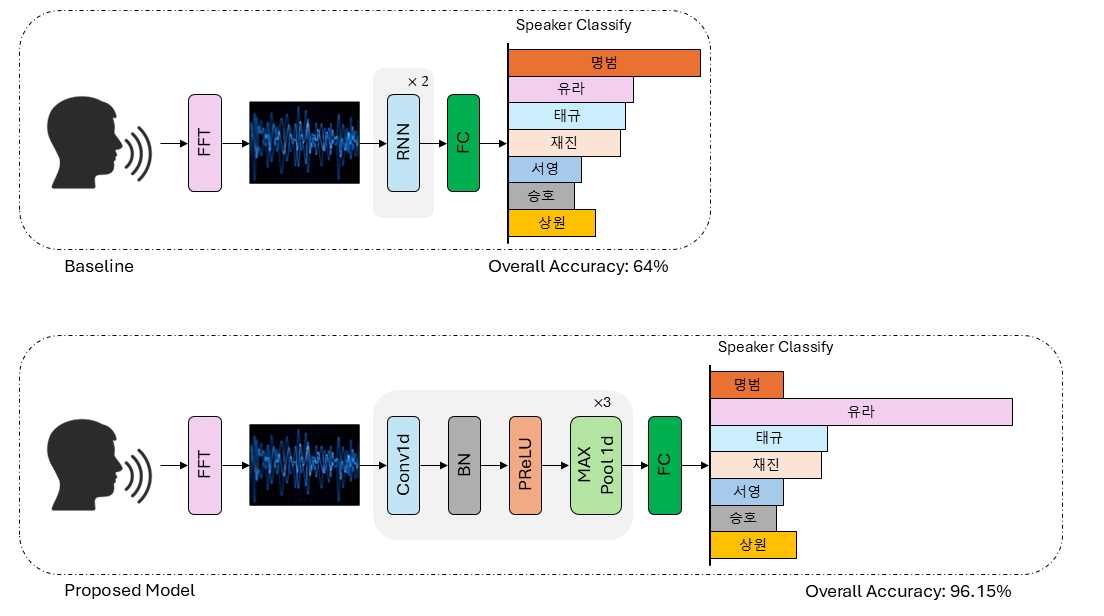 Speaker Classify
명범
유라
태규
재진
서영
승호
상원
FFT
RNN
× 2
FC
Baseline
Overall Accuracy: 64%
Speaker Classify
명범
유라
태규
재진
서영
승호
상원
FFT
Conv1d
BN
PReLU
MAX
Pool 1d
×3
FC
Proposed Model
Overall Accuracy: 96.15%